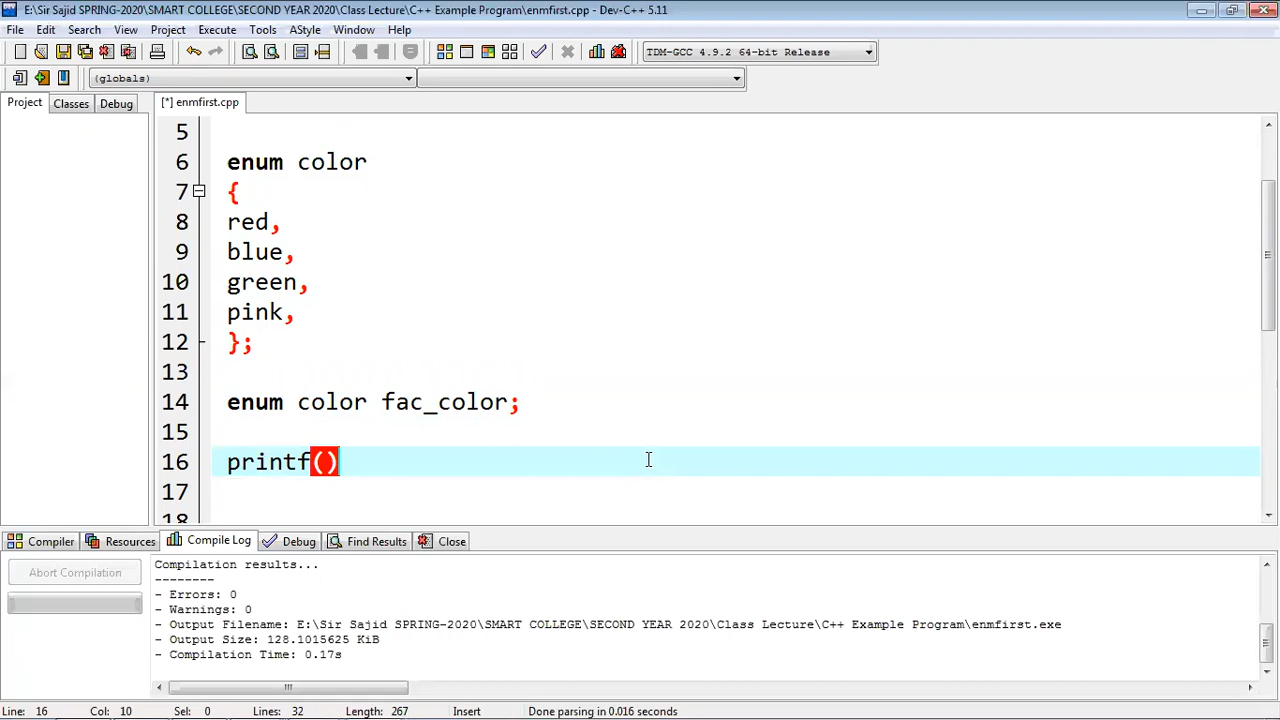 E:\Sir Sajid SPRING-2020\SMART COLLEGE\SECOND YEAR 2020\Class Lecture\C++ Example Program\enmfirst.cpp - Dev-C++ 5.11
File Edit Search View Project Execute Tools AStyle Window Help
TDM-GCC 4.9.2 64-bit Release
(globals)
Project Classes Debug [*] enmfirst.cpp
5
6 enum color
7 {
8 red,
9 blue,
10 green,
11 pink,
12 };
13
14 enum color fac_color;
15
16 printf()
17
18
Compiler Resources Compile Log Debug Find Results Close
Abort Compilation
Compilation results...
--------
- Errors: 0
- Warnings: 0
- Output Filename: E:\Sir Sajid SPRING-2020\SMART COLLEGE\SECOND YEAR 2020\Class Lecture\C++ Example Program\enmfirst.exe
- Output Size: 128.1015625 KiB
- Compilation Time: 0.17s
Line: 16 Col: 10 Sel: 0 Lines: 32 Length: 267 Insert Done parsing in 0.016 seconds